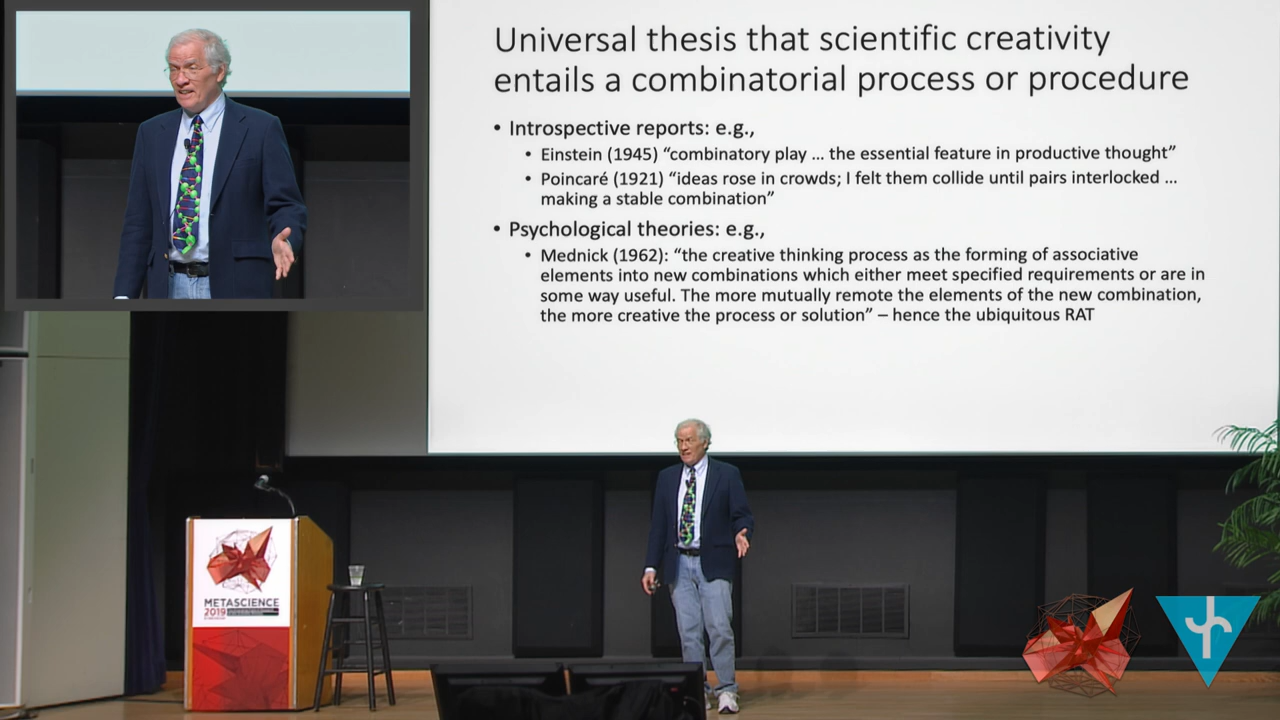 Universal thesis that scientific creativity
entails a combinatorial process or procedure
• Introspective reports: e.g.,
• Einstein (1945) “combinatory play ... the essential feature in productive thought”
• Poincaré (1921) “ideas rose in crowds; I felt them collide until pairs interlocked ...
making a stable combination”
• Psychological theories: e.g.,
• Mednick (1962): “the creative thinking process as the forming of associative
elements into new combinations which either meet specified requirements or are in
some way useful. The more mutually remote the elements of the new combination,
the more creative the process or solution” – hence the ubiquitous RAT
METASCIENCE
2019